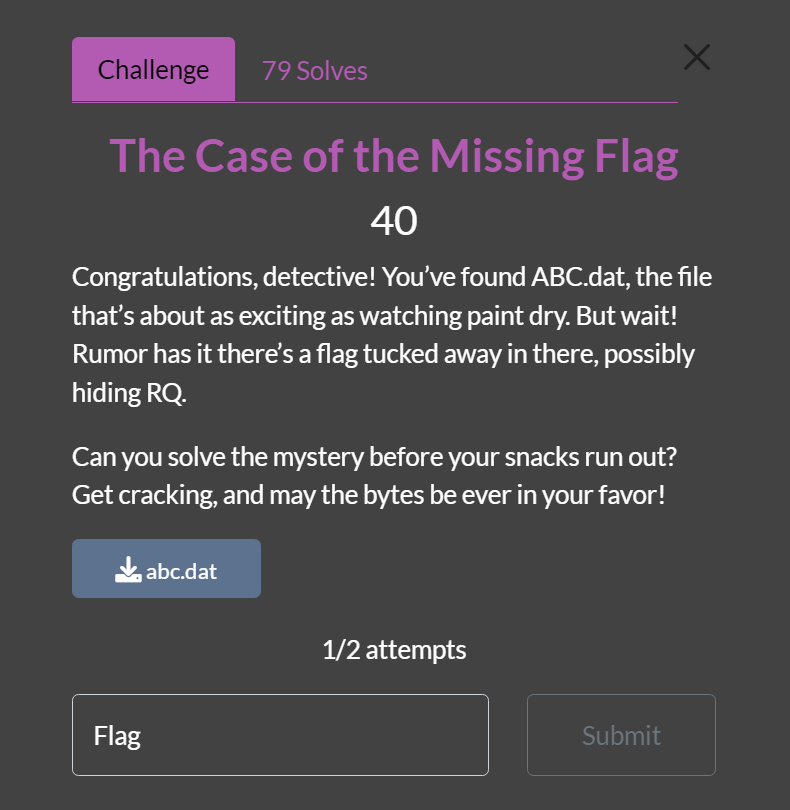 Challenge
79 Solves
The Case of the Missing Flag
40
Congratulations, detective! You’ve found ABC.dat, the file
that’s about as exciting as watching paint dry. But wait!
Rumor has it there’s a flag tucked away in there, possibly
hiding RQ.
Can you solve the mystery before your snacks run out?
Get cracking, and may the bytes be ever in your favor!
abc.dat
1/2 attempts
Flag
Submit